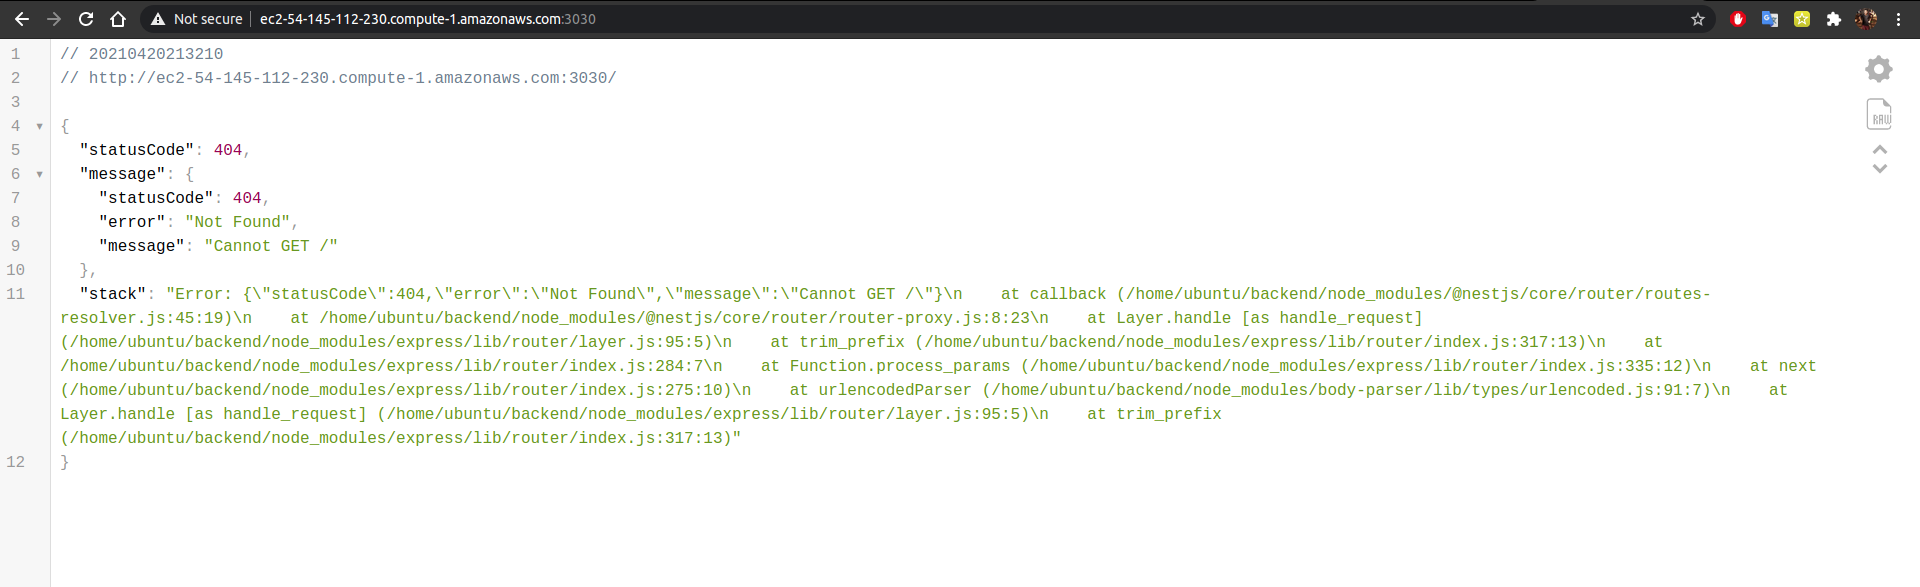 Not secure ec2-54-145-112-230.compute-1.amazonaws.com:3030
1 // 20210420213210
2 // http://ec2-54-145-112-230.compute-1.amazonaws.com:3030/
3
4 {
5 "statusCode": 404,
6 "message": {
7 "statusCode": 404,
8 "error": "Not Found",
9 "message": "Cannot GET /"
10 },
11 "stack": "Error: {\"statusCode\":404,\"error\":\"Not Found\",\"message\":\"Cannot GET /\"}\n    at callback (/home/ubuntu/backend/node_modules/@nestjs/core/router/routes-
resolver.js:45:19)\n    at /home/ubuntu/backend/node_modules/@nestjs/core/router/router-proxy.js:8:23\n    at Layer.handle [as handle_request]
(/home/ubuntu/backend/node_modules/express/lib/router/layer.js:95:5)\n    at trim_prefix (/home/ubuntu/backend/node_modules/express/lib/router/index.js:317:13)\n    at
/home/ubuntu/backend/node_modules/express/lib/router/index.js:284:7\n    at Function.process_params (/home/ubuntu/backend/node_modules/express/lib/router/index.js:335:12)\n    at next
(/home/ubuntu/backend/node_modules/express/lib/router/index.js:275:10)\n    at urlencodedParser (/home/ubuntu/backend/node_modules/body-parser/lib/types/urlencoded.js:91:7)\n    at
Layer.handle [as handle_request] (/home/ubuntu/backend/node_modules/express/lib/router/layer.js:95:5)\n    at trim_prefix
(/home/ubuntu/backend/node_modules/express/lib/router/index.js:317:13)"
12 }
RAW